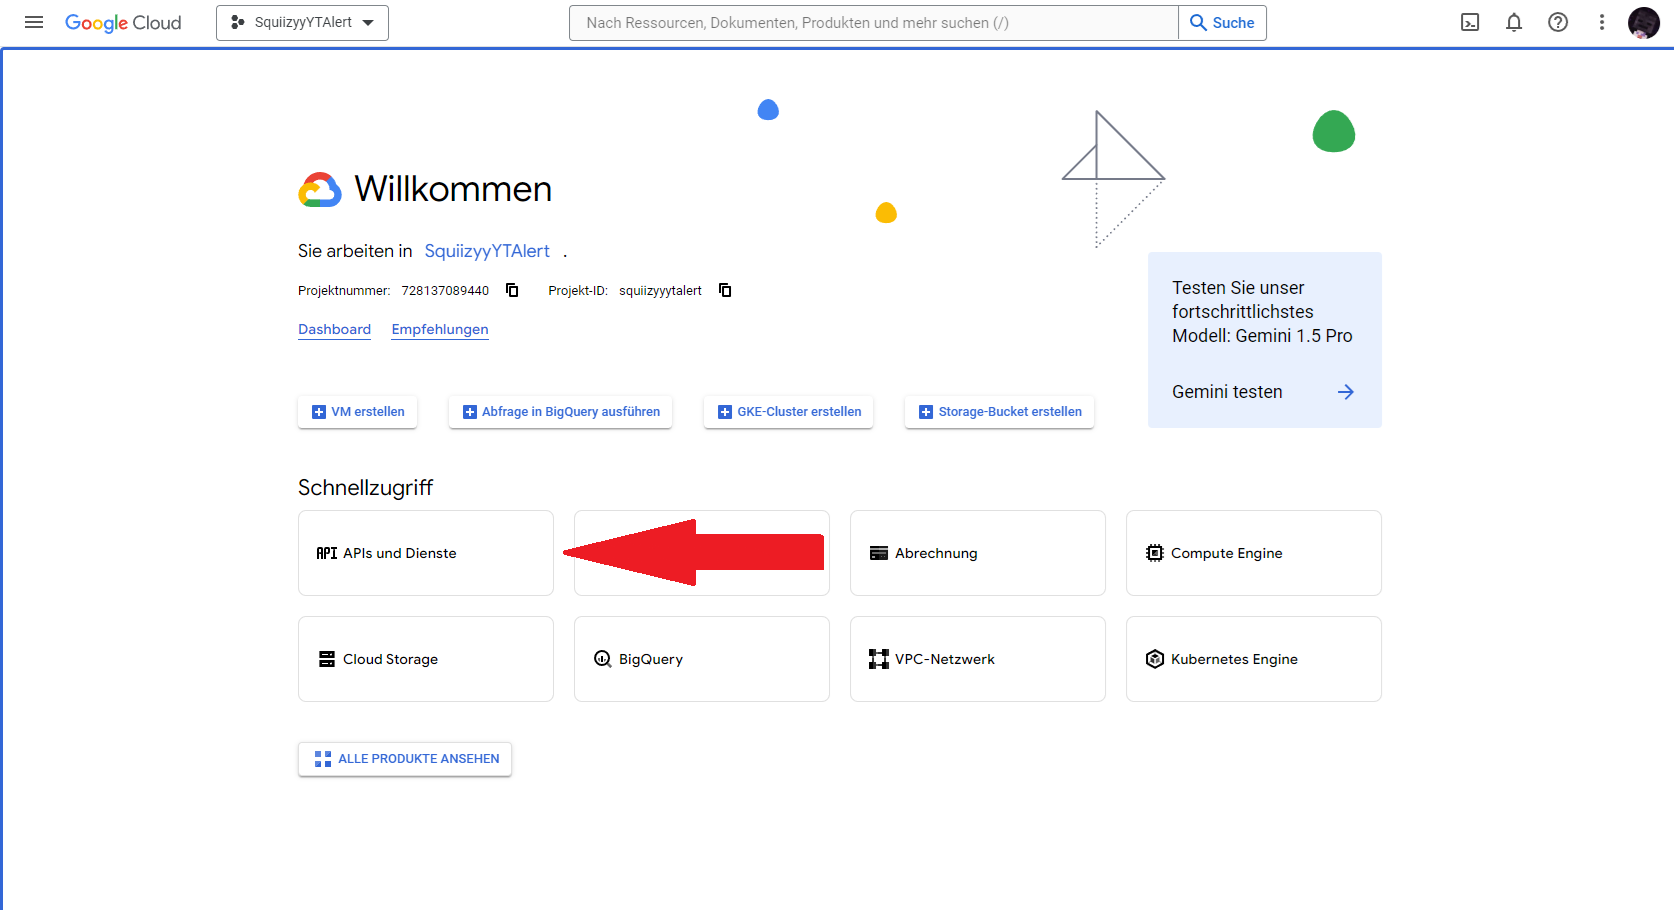 Google Cloud
SquiizyyYTAlert
Nach Ressourcen, Dokumenten, Produkten und mehr suchen (/)
Suche
Willkommen
Sie arbeiten in SquiizyyYTAlert .
Projektnummer: 728137089440 Projekt-ID: squiizyyytalert
Dashboard Empfehlungen
Testen Sie unser
fortschrittlichstes
Modell: Gemini 1.5 Pro
Gemini testen
VM erstellen
Abfrage in BigQuery ausführen
GKE-Cluster erstellen
Storage-Bucket erstellen
Schnellzugriff
API APIs und Dienste
Abrechnung
Compute Engine
Cloud Storage
BigQuery
VPC-Netzwerk
Kubernetes Engine
ALLE PRODUKTE ANSEHEN